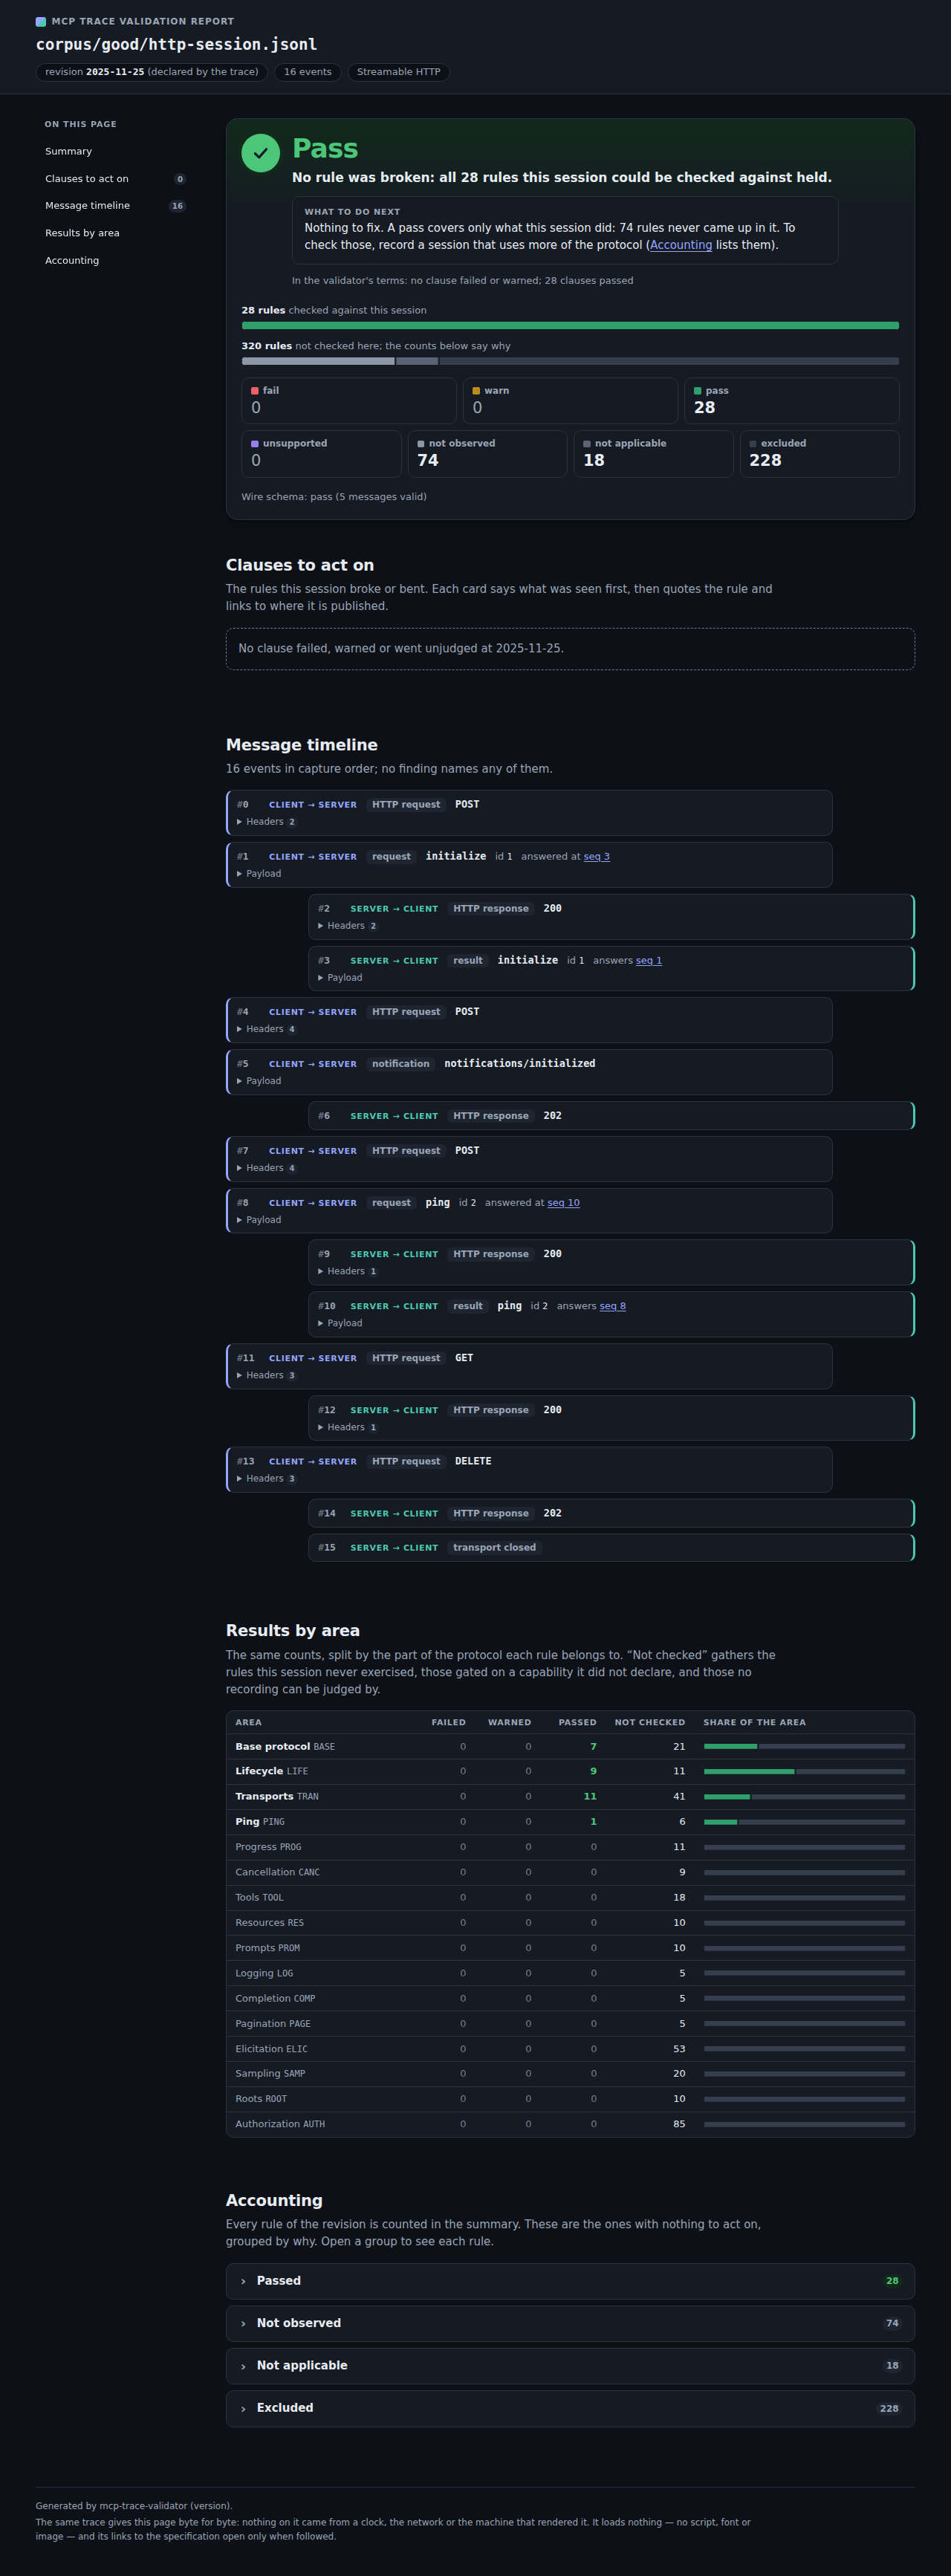 MCP TRACE VALIDATION REPORT
corpus/good/http-session.jsonl
revision 2025-11-25 (declared by the trace) 16 events Streamable HTTP
ON THIS PAGE
Summary
Clauses to act on 0
Message timeline 16
Results by area
Accounting
Pass
No rule was broken: all 28 rules this session could be checked against held.
WHAT TO DO NEXT
Nothing to fix. A pass covers only what this session did: 74 rules never came up in it. To
check those, record a session that uses more of the protocol (Accounting lists them).
In the validator's terms: no clause failed or warned; 28 clauses passed
28 rules checked against this session
320 rules not checked here; the counts below say why
fail
0
warn
0
pass
28
unsupported
0
not observed
74
not applicable
18
excluded
228
Wire schema: pass (5 messages valid)
Clauses to act on
The rules this session broke or bent. Each card says what was seen first, then quotes the rule and
links to where it is published.
No clause failed, warned or went unjudged at 2025-11-25.
Message timeline
16 events in capture order; no finding names any of them.
#0 CLIENT → SERVER HTTP request POST
▶ Headers 2
#1 CLIENT → SERVER request initialize id 1 answered at seq 3
▶ Payload
#2 SERVER → CLIENT HTTP response 200
▶ Headers 2
#3 SERVER → CLIENT result initialize id 1 answers seq 1
▶ Payload
#4 CLIENT → SERVER HTTP request POST
▶ Headers 4
#5 CLIENT → SERVER notification notifications/initialized
▶ Payload
#6 SERVER → CLIENT HTTP response 202
#7 CLIENT → SERVER HTTP request POST
▶ Headers 4
#8 CLIENT → SERVER request ping id 2 answered at seq 10
▶ Payload
#9 SERVER → CLIENT HTTP response 200
▶ Headers 1
#10 SERVER → CLIENT result ping id 2 answers seq 8
▶ Payload
#11 CLIENT → SERVER HTTP request GET
▶ Headers 3
#12 SERVER → CLIENT HTTP response 200
▶ Headers 1
#13 CLIENT → SERVER HTTP request DELETE
▶ Headers 3
#14 SERVER → CLIENT HTTP response 202
#15 SERVER → CLIENT transport closed
Results by area
The same counts, split by the part of the protocol each rule belongs to. “Not checked” gathers the
rules this session never exercised, those gated on a capability it did not declare, and those no
recording can be judged by.
AREA FAILED WARNED PASSED NOT CHECKED SHARE OF THE AREA
Base protocol BASE 0 0 7 21
Lifecycle LIFE 0 0 9 11
Transports TRAN 0 0 11 41
Ping PING 0 0 1 6
Progress PROG 0 0 0 11
Cancellation CANC 0 0 0 9
Tools TOOL 0 0 0 18
Resources RES 0 0 0 10
Prompts PROM 0 0 0 10
Logging LOG 0 0 0 5
Completion COMP 0 0 0 5
Pagination PAGE 0 0 0 5
Elicitation ELIC 0 0 0 53
Sampling SAMP 0 0 0 20
Roots ROOT 0 0 0 10
Authorization AUTH 0 0 0 85
Accounting
Every rule of the revision is counted in the summary. These are the ones with nothing to act on,
grouped by why. Open a group to see each rule.
› Passed 28
› Not observed 74
› Not applicable 18
› Excluded 228
Generated by mcp-trace-validator (version).
The same trace gives this page byte for byte: nothing on it came from a clock, the network or the machine that rendered it. It loads nothing — no script, font or
image — and its links to the specification open only when followed.